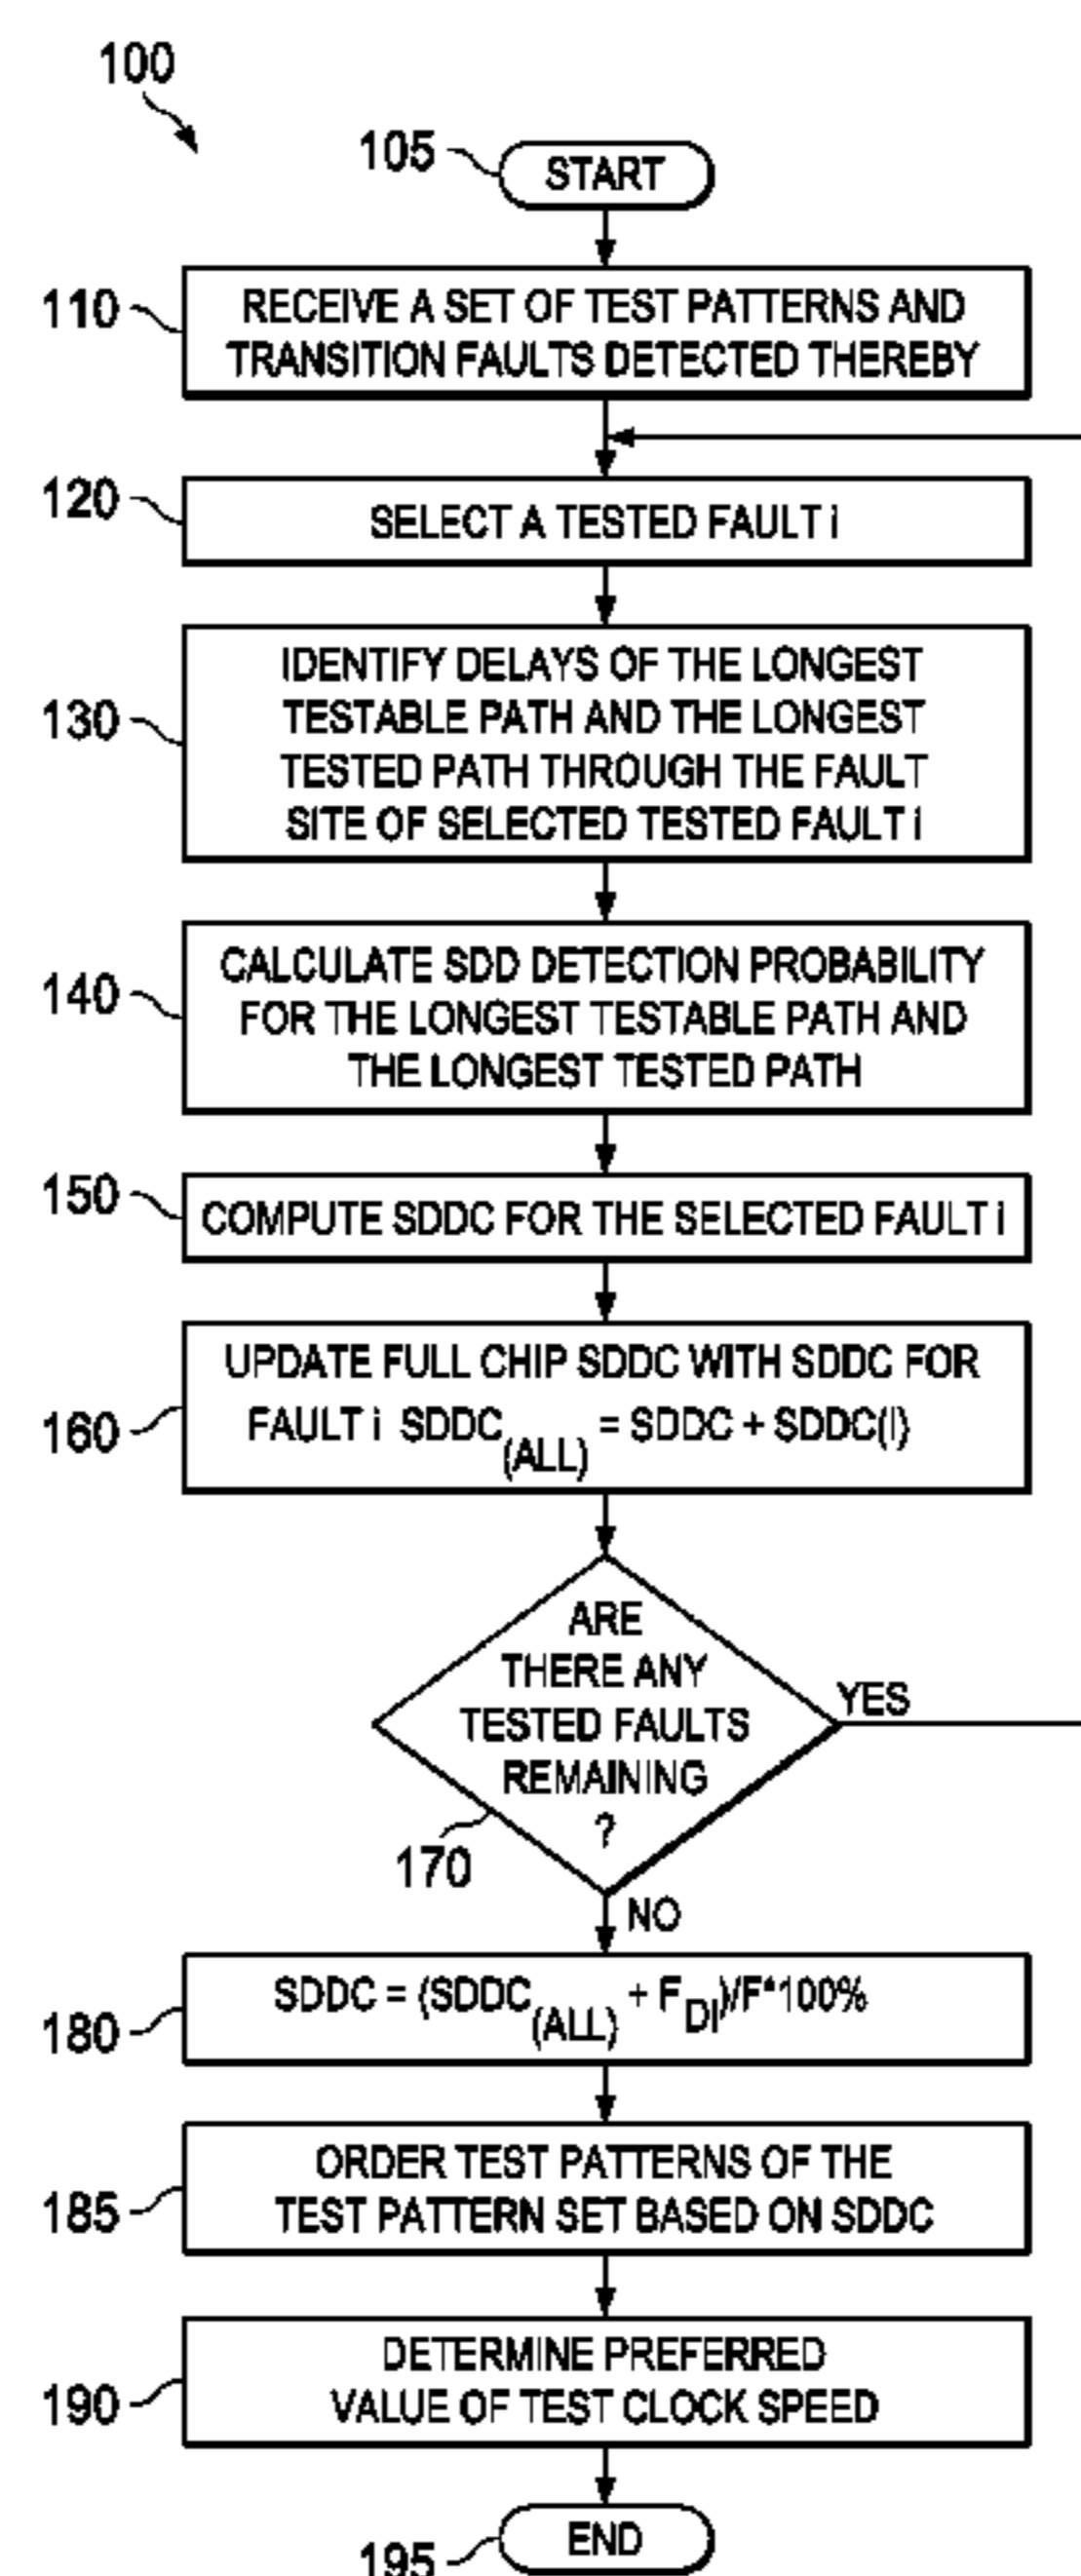 100
105
START
110
RECEIVE A SET OF TEST PATTERNS AND
TRANSITION FAULTS DETECTED THEREBY
120
SELECT A TESTED FAULT i
130
IDENTIFY DELAYS OF THE LONGEST
TESTABLE PATH AND THE LONGEST
TESTED PATH THROUGH THE FAULT
SITE OF SELECTED TESTED FAULT i
140
CALCULATE SDD DETECTION PROBABILITY
FOR THE LONGEST TESTABLE PATH AND
THE LONGEST TESTED PATH
150
COMPUTE SDDC FOR THE SELECTED FAULT i
160
UPDATE FULL CHIP SDDC WITH SDDC FOR
FAULT i SDDC(ALL) = SDDC + SDDC(I)
ARE
THERE ANY
TESTED FAULTS
REMAINING
?
YES
170
NO
180
SDDC = (SDDC(ALL) + FDI)/F*100%
185
ORDER TEST PATTERNS OF THE
TEST PATTERN SET BASED ON SDDC
190
DETERMINE PREFERRED
VALUE OF TEST CLOCK SPEED
195
END